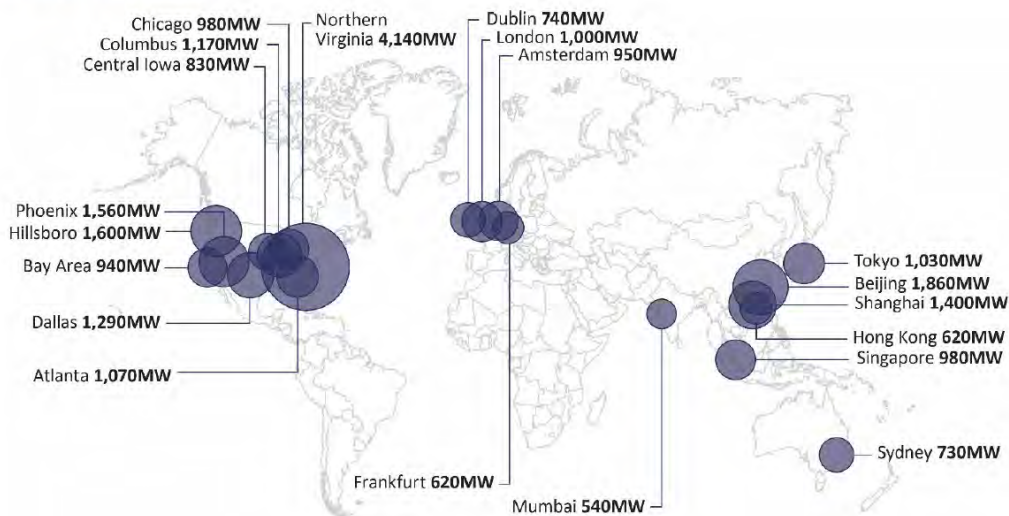 Chicago 980MW
Columbus 1,170MW
Central Iowa 830MW
Northern
Virginia 4,140MW
Dublin 740MW
London 1,000MW
Amsterdam 950MW
Phoenix 1,560MW
Hillsboro 1,600MW
Bay Area 940MW
Dallas 1,290MW
Atlanta 1,070MW
Tokyo 1,030MW
Beijing 1,860MW
Shanghai 1,400MW
Hong Kong 620MW
Singapore 980MW
Sydney 730MW
Frankfurt 620MW
Mumbai 540MW